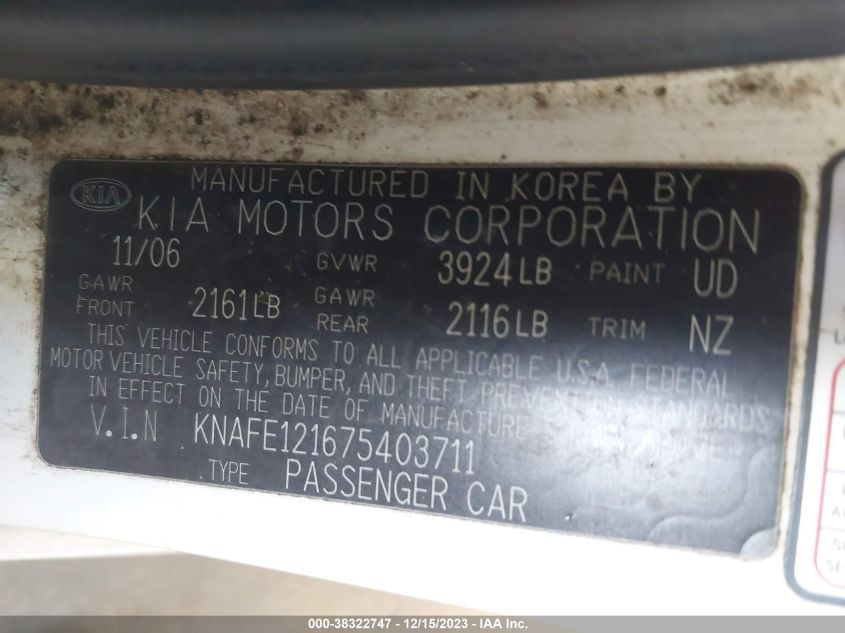 KIA
MANUFACTURED IN KOREA BY
KIA MOTORS CORPORATION
11/06 GVWR 3924LB PAINT UD
GAWR FRONT 2161LB GAWR REAR 2116LB TRIM NZ
THIS VEHICLE CONFORMS TO ALL APPLICABLE U.S.A. FEDERAL
MOTOR VEHICLE SAFETY, BUMPER, AND THEFT PREVENTION STANDARDS
IN EFFECT ON THE DATE OF MANUFACTURE
V.I.N KNAFE121675403711
TYPE PASSENGER CAR
000-38322747 - 12/15/2023 - IAA Inc.